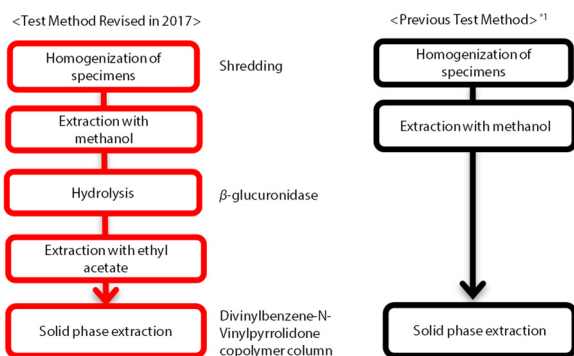 <Test Method Revised in 2017>
Homogenization of
specimens
Shredding
Extraction with
methanol
Hydrolysis
β-glucuronidase
Extraction with ethyl
acetate
Solid phase extraction
Divinylbenzene-N-
Vinylpyrrolidone
copolymer column
<Previous Test Method> *1
Homogenization of
specimens
Extraction with methanol
Solid phase extraction